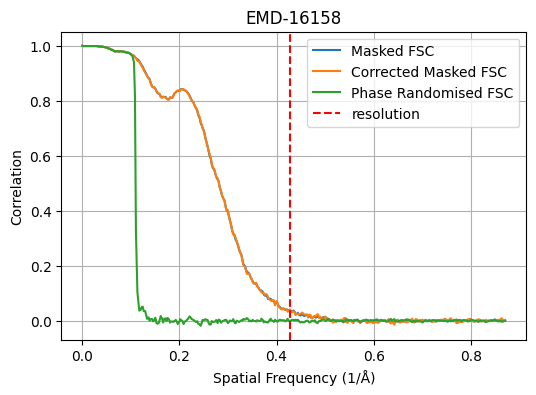 EMD-16158
Masked FSC
Corrected Masked FSC
Phase Randomised FSC
resolution
Correlation
1.0
0.8
0.6
0.4
0.2
0.0
0.0 0.2 0.4 0.6 0.8
Spatial Frequency (1/Å)